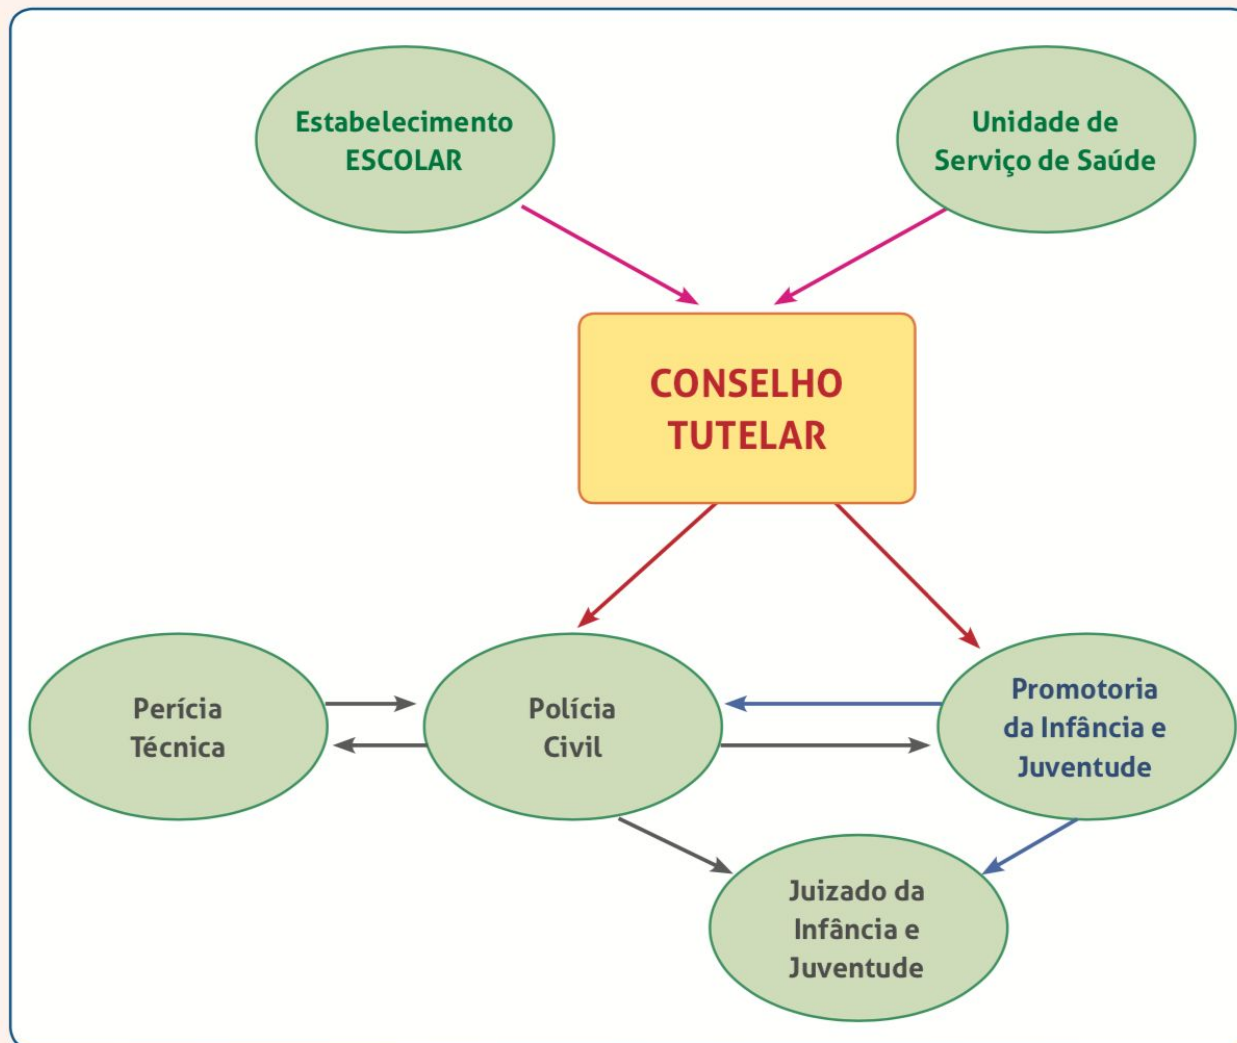 Estabelecimento
ESCOLAR
Unidade de
Serviço de Saúde
CONSELHO
TUTELAR
Perícia
Técnica
Polícia
Civil
Promotoria
da Infância e
Juventude
Juizado da
Infância e
Juventude